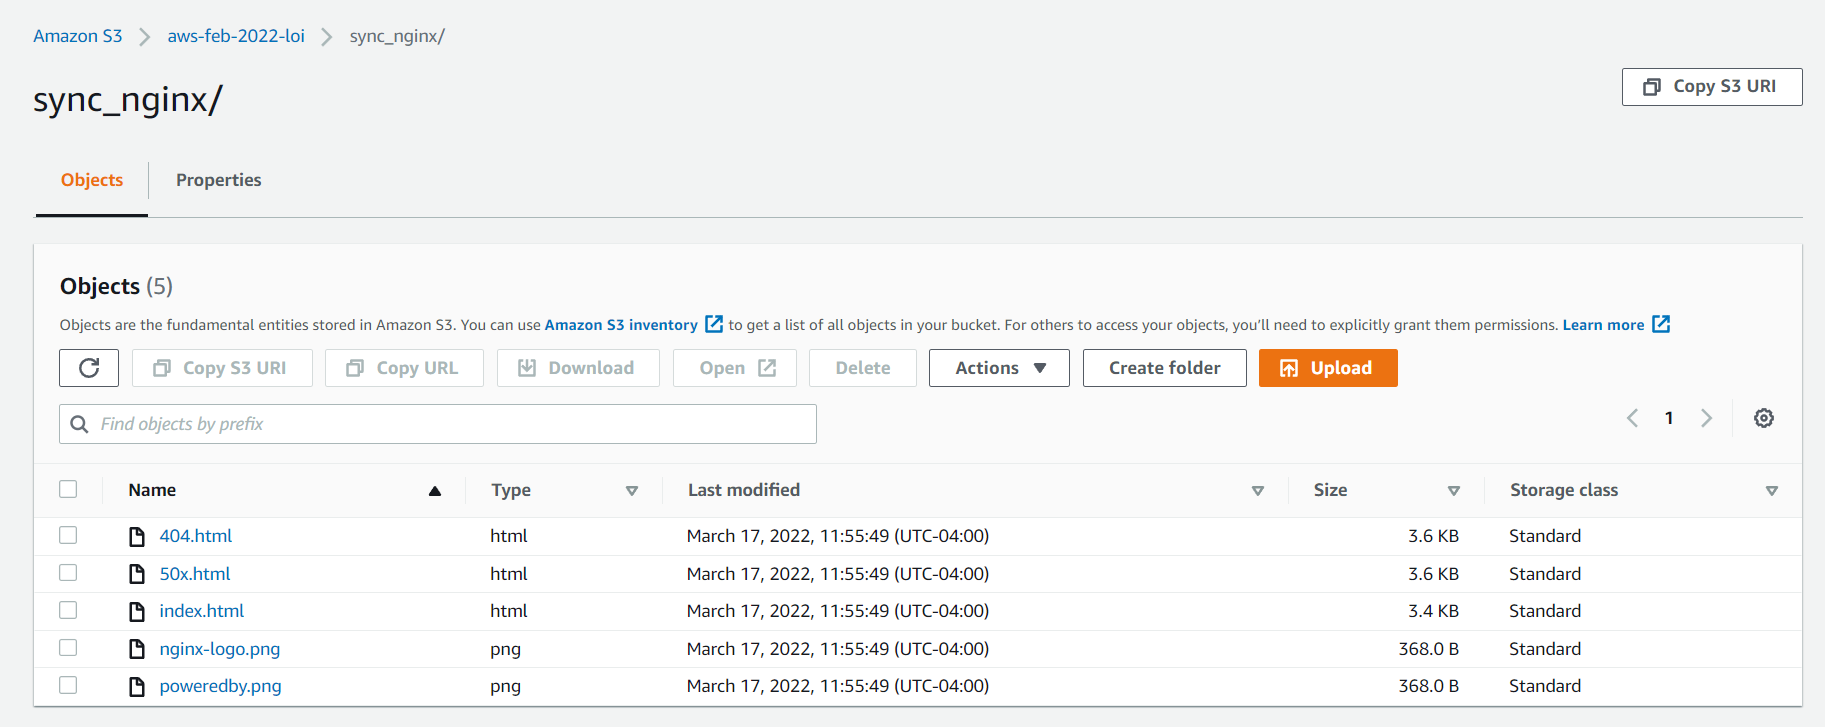 Amazon S3 aws-feb-2022-loi sync_nginx/
sync_nginx/
Copy S3 URI
Objects Properties
Objects (5)
Objects are the fundamental entities stored in Amazon S3. You can use Amazon S3 inventory to get a list of all objects in your bucket. For others to access your objects, you’ll need to explicitly grant them permissions. Learn more
Copy S3 URI Copy URL Download Open Delete Actions Create folder Upload
Find objects by prefix
1
Name Type Last modified Size Storage class
404.html html March 17, 2022, 11:55:49 (UTC-04:00) 3.6 KB Standard
50x.html html March 17, 2022, 11:55:49 (UTC-04:00) 3.6 KB Standard
index.html html March 17, 2022, 11:55:49 (UTC-04:00) 3.4 KB Standard
nginx-logo.png png March 17, 2022, 11:55:49 (UTC-04:00) 368.0 B Standard
poweredby.png png March 17, 2022, 11:55:49 (UTC-04:00) 368.0 B Standard